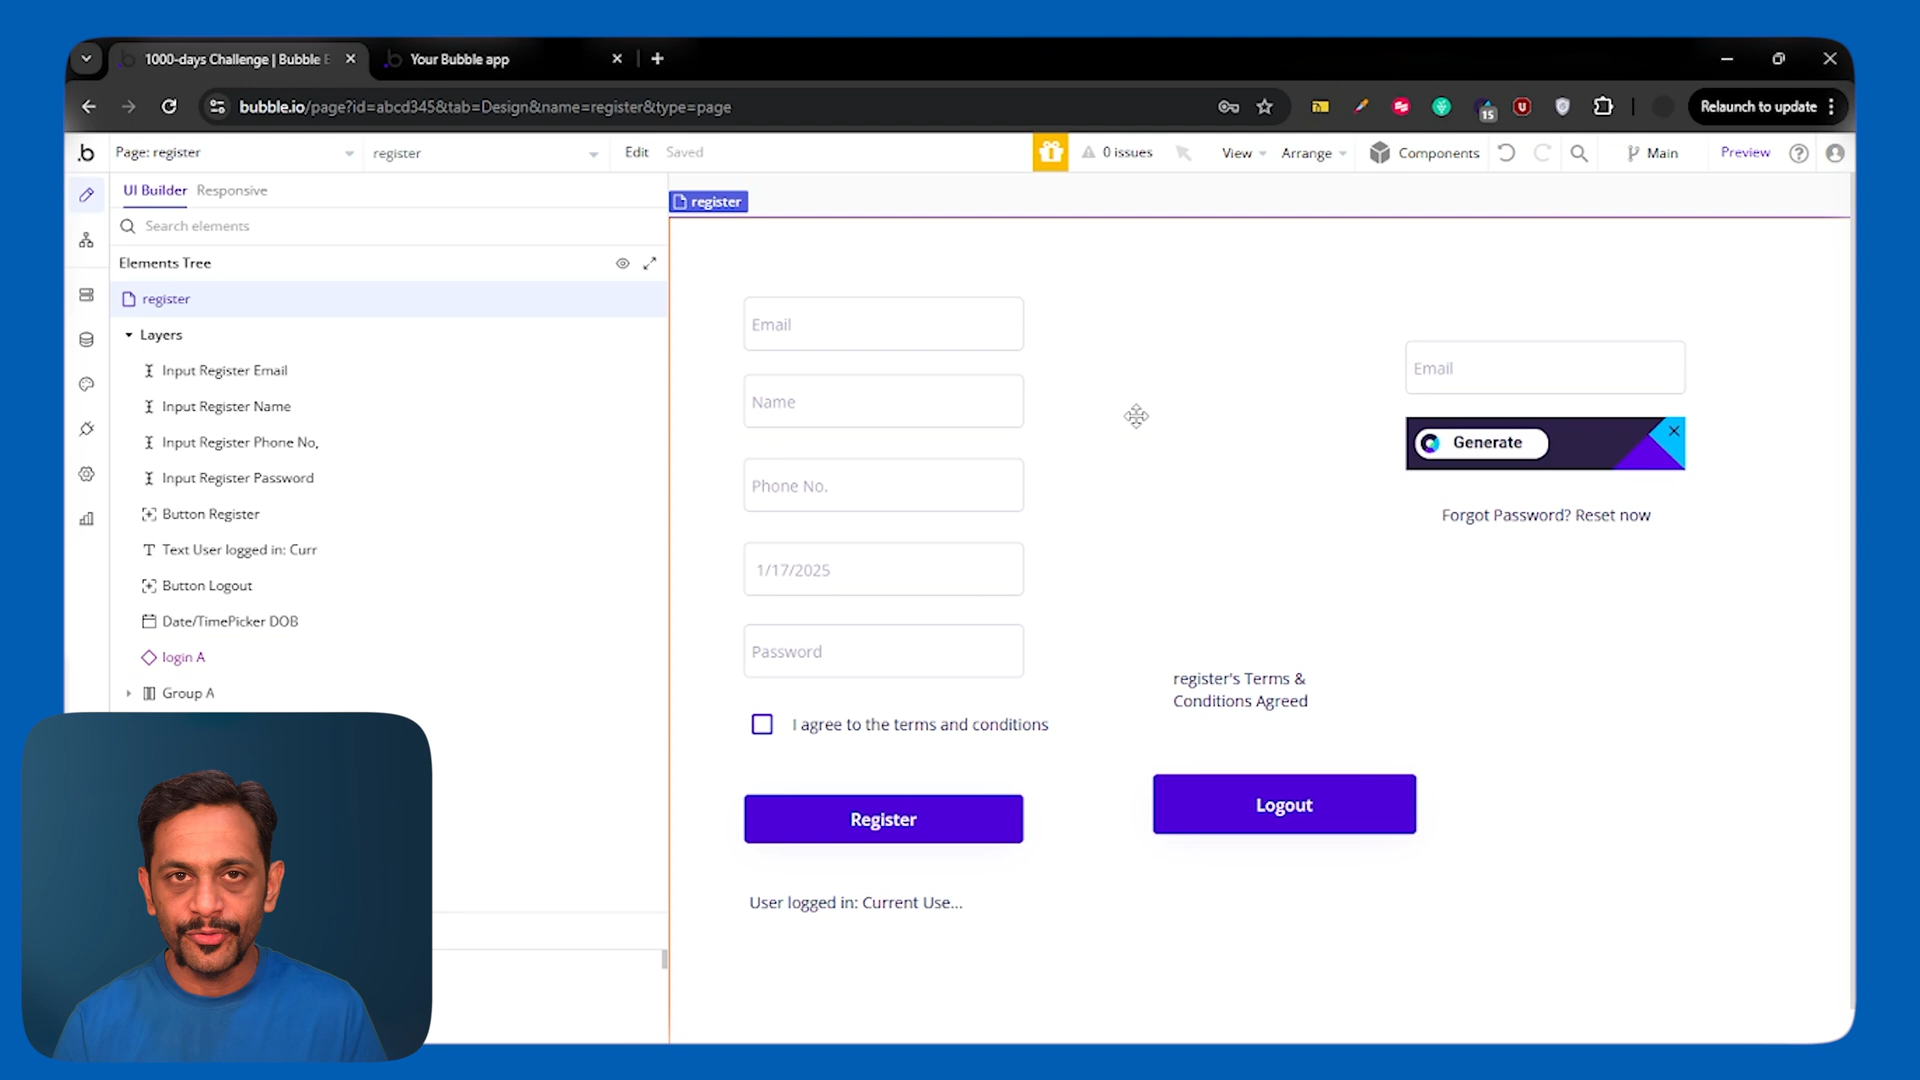 1000-days Challenge | Bubble E
Your Bubble app
bubble.io/page?id=abcd345&tab=Design&name=register&type=page
15
Relaunch to update
.b
Page: register
register
Edit
Saved
0 issues
View
Arrange
Components
Main
Preview
UI Builder
Responsive
Search elements
Elements Tree
register
Layers
Input Register Email
Input Register Name
Input Register Phone No,
Input Register Password
Button Register
Text User logged in: Curr
Button Logout
Date/TimePicker DOB
login A
Group A
register
Email
Name
Phone No.
1/17/2025
Password
I agree to the terms and conditions
Register
User logged in: Current Use...
register's Terms &
Conditions Agreed
Logout
Email
Generate
Forgot Password? Reset now